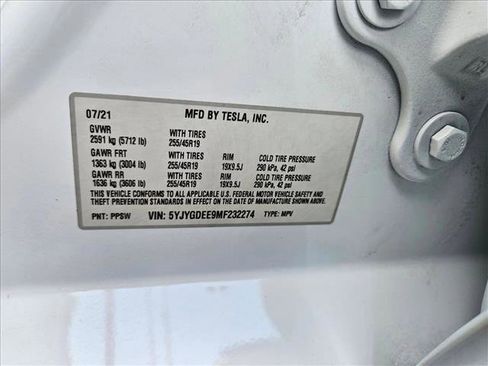 07/21 MFD BY TESLA, INC.
GVWR WITH TIRES
2591 kg (5712 lb) 255/45R19
GAWR FRT WITH TIRES RIM COLD TIRE PRESSURE
1363 kg (3004 lb) 255/45R19 19X9.5J 290 kPa, 42 psi
GAWR RR WITH TIRES RIM COLD TIRE PRESSURE
1636 kg (3606 lb) 255/45R19 19X9.5J 290 kPa, 42 psi
THIS VEHICLE CONFORMS TO ALL APPLICABLE U.S. FEDERAL MOTOR VEHICLE SAFETY AND
THEFT PREVENTION STANDARDS IN EFFECT ON THE DATE OF MANUFACTURE SHOWN ABOVE.
PNT: PPSW VIN: 5YJYGDEE9MF232274 TYPE: MPV